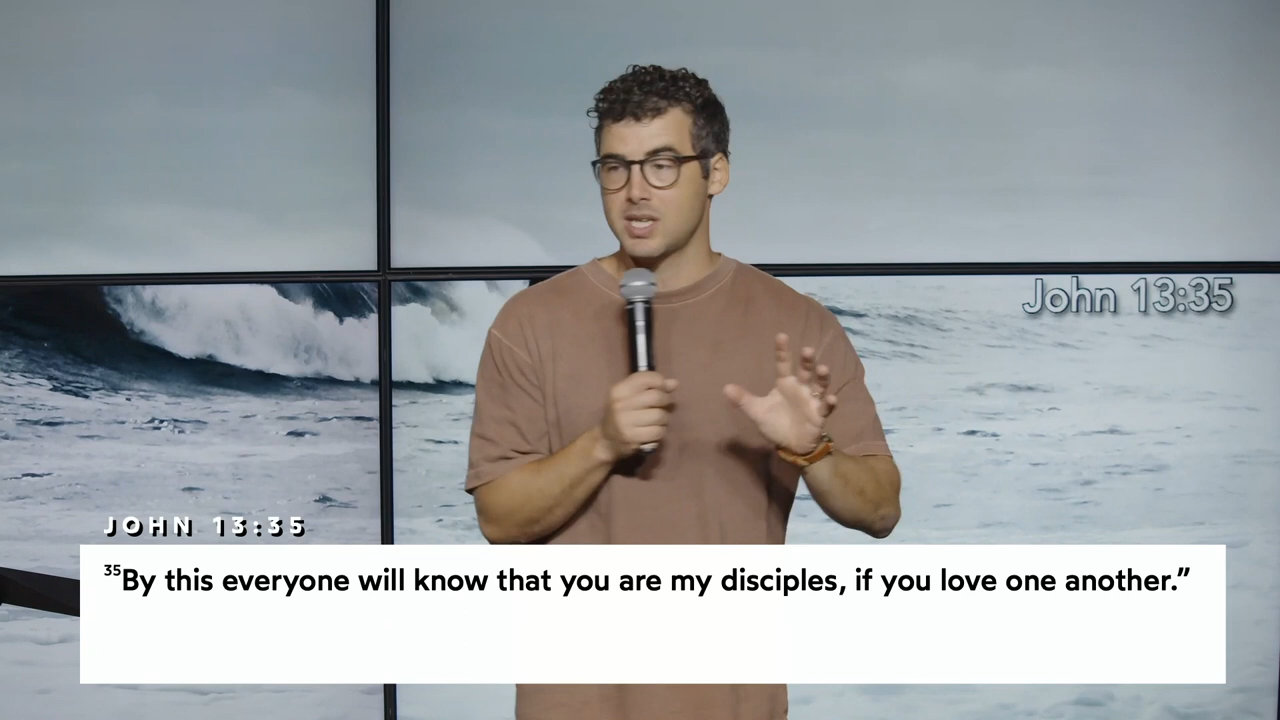 John 13:35
JOHN 13:35
35By this everyone will know that you are my disciples, if you love one another.”